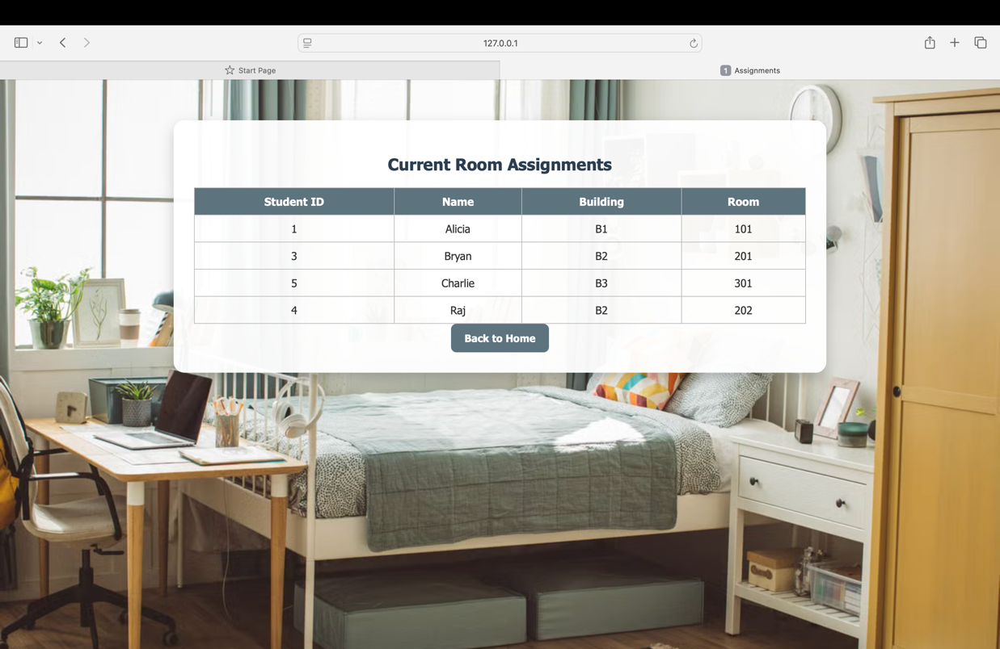 127.0.0.1
Start Page
1 Assignments
Current Room Assignments
Student ID Name Building Room
1 Alicia B1 101
3 Bryan B2 201
5 Charlie B3 301
4 Raj B2 202
Back to Home